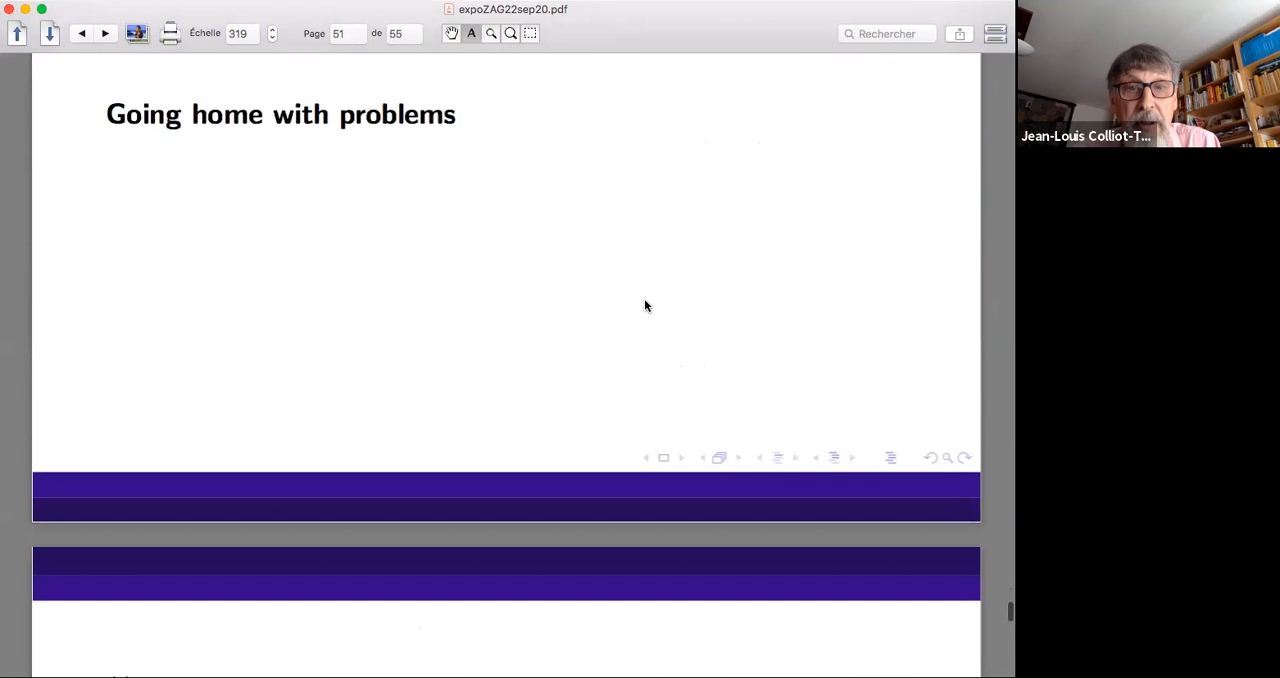 expoZAG22sep20.pdf
Échelle 319 Page 51 de 55 A Rechercher
Going home with problems
Jean-Louis Colliot-T...